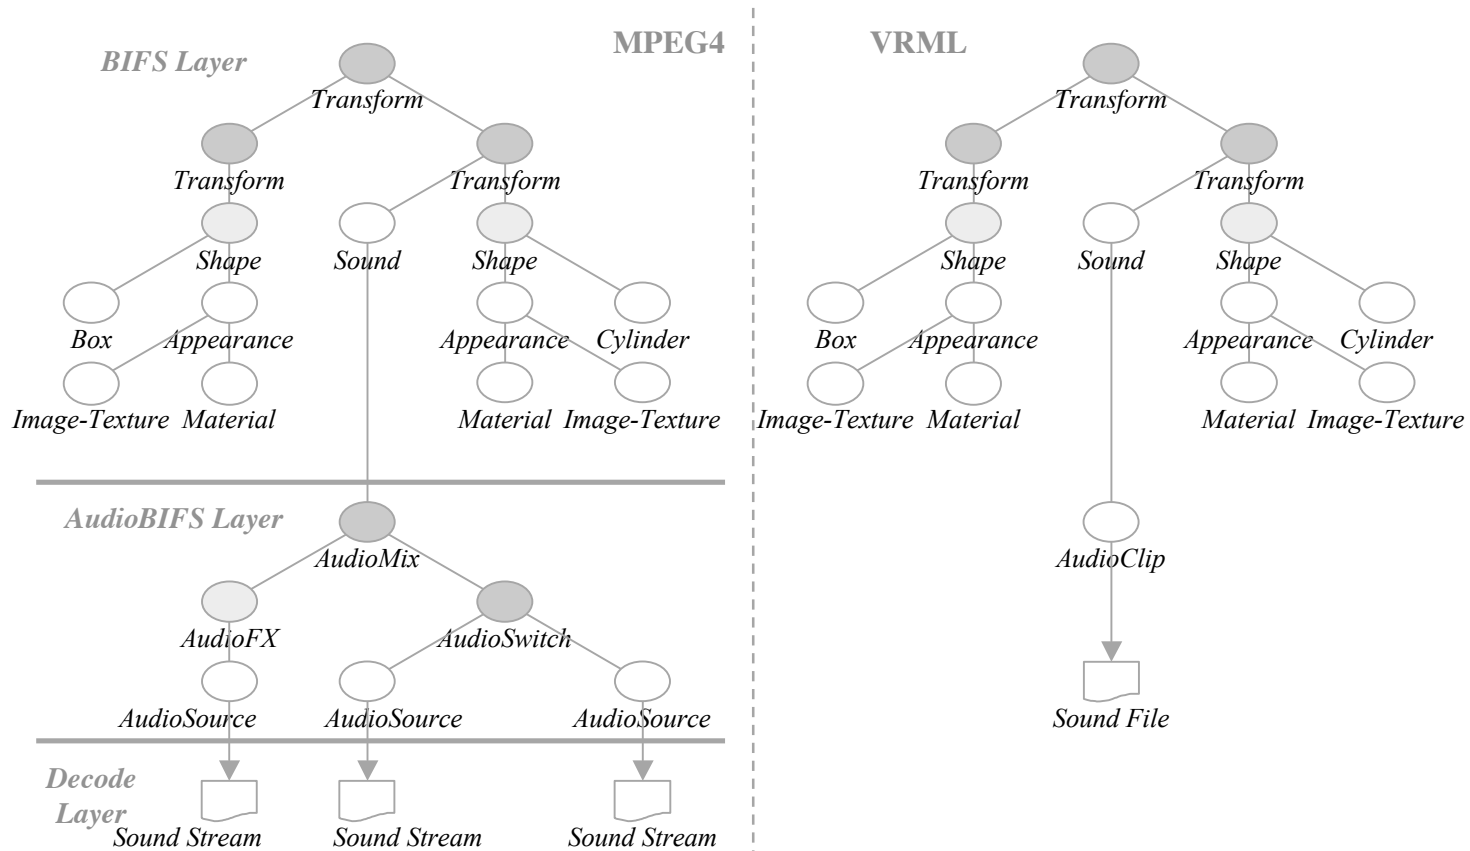 MPEG4
VRML
BIFS Layer
Transform
Transform
Transform
Transform
Transform
Transform
Shape
Sound
Shape
Shape
Sound
Shape
Box
Appearance
Appearance
Cylinder
Box
Appearance
Appearance
Cylinder
Image-Texture
Material
Material
Image-Texture
Image-Texture
Material
Material
Image-Texture
AudioBIFS Layer
AudioMix
AudioClip
AudioFX
AudioSwitch
AudioSource
AudioSource
AudioSource
Sound File
Decode
Layer
Sound Stream
Sound Stream
Sound Stream